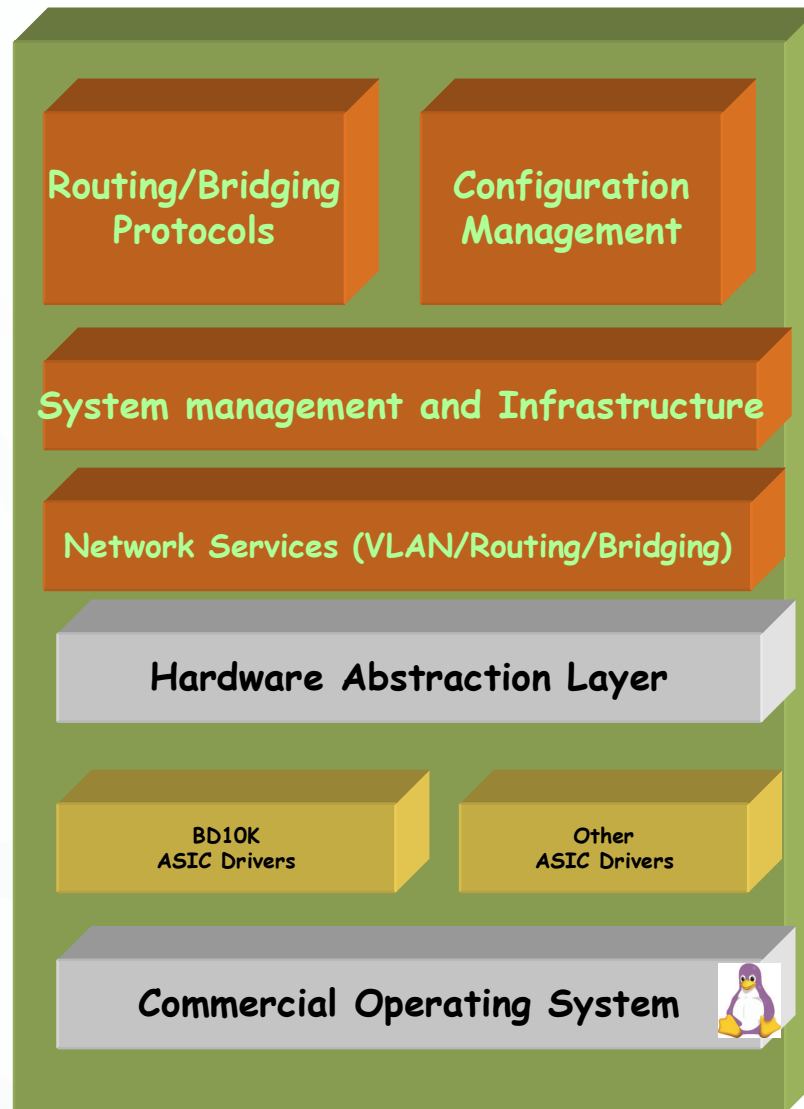 Routing/Bridging
Protocols
Configuration
Management
System management and Infrastructure
Network Services (VLAN/Routing/Bridging)
Hardware Abstraction Layer
BD10K
ASIC Drivers
Other
ASIC Drivers
Commercial Operating System